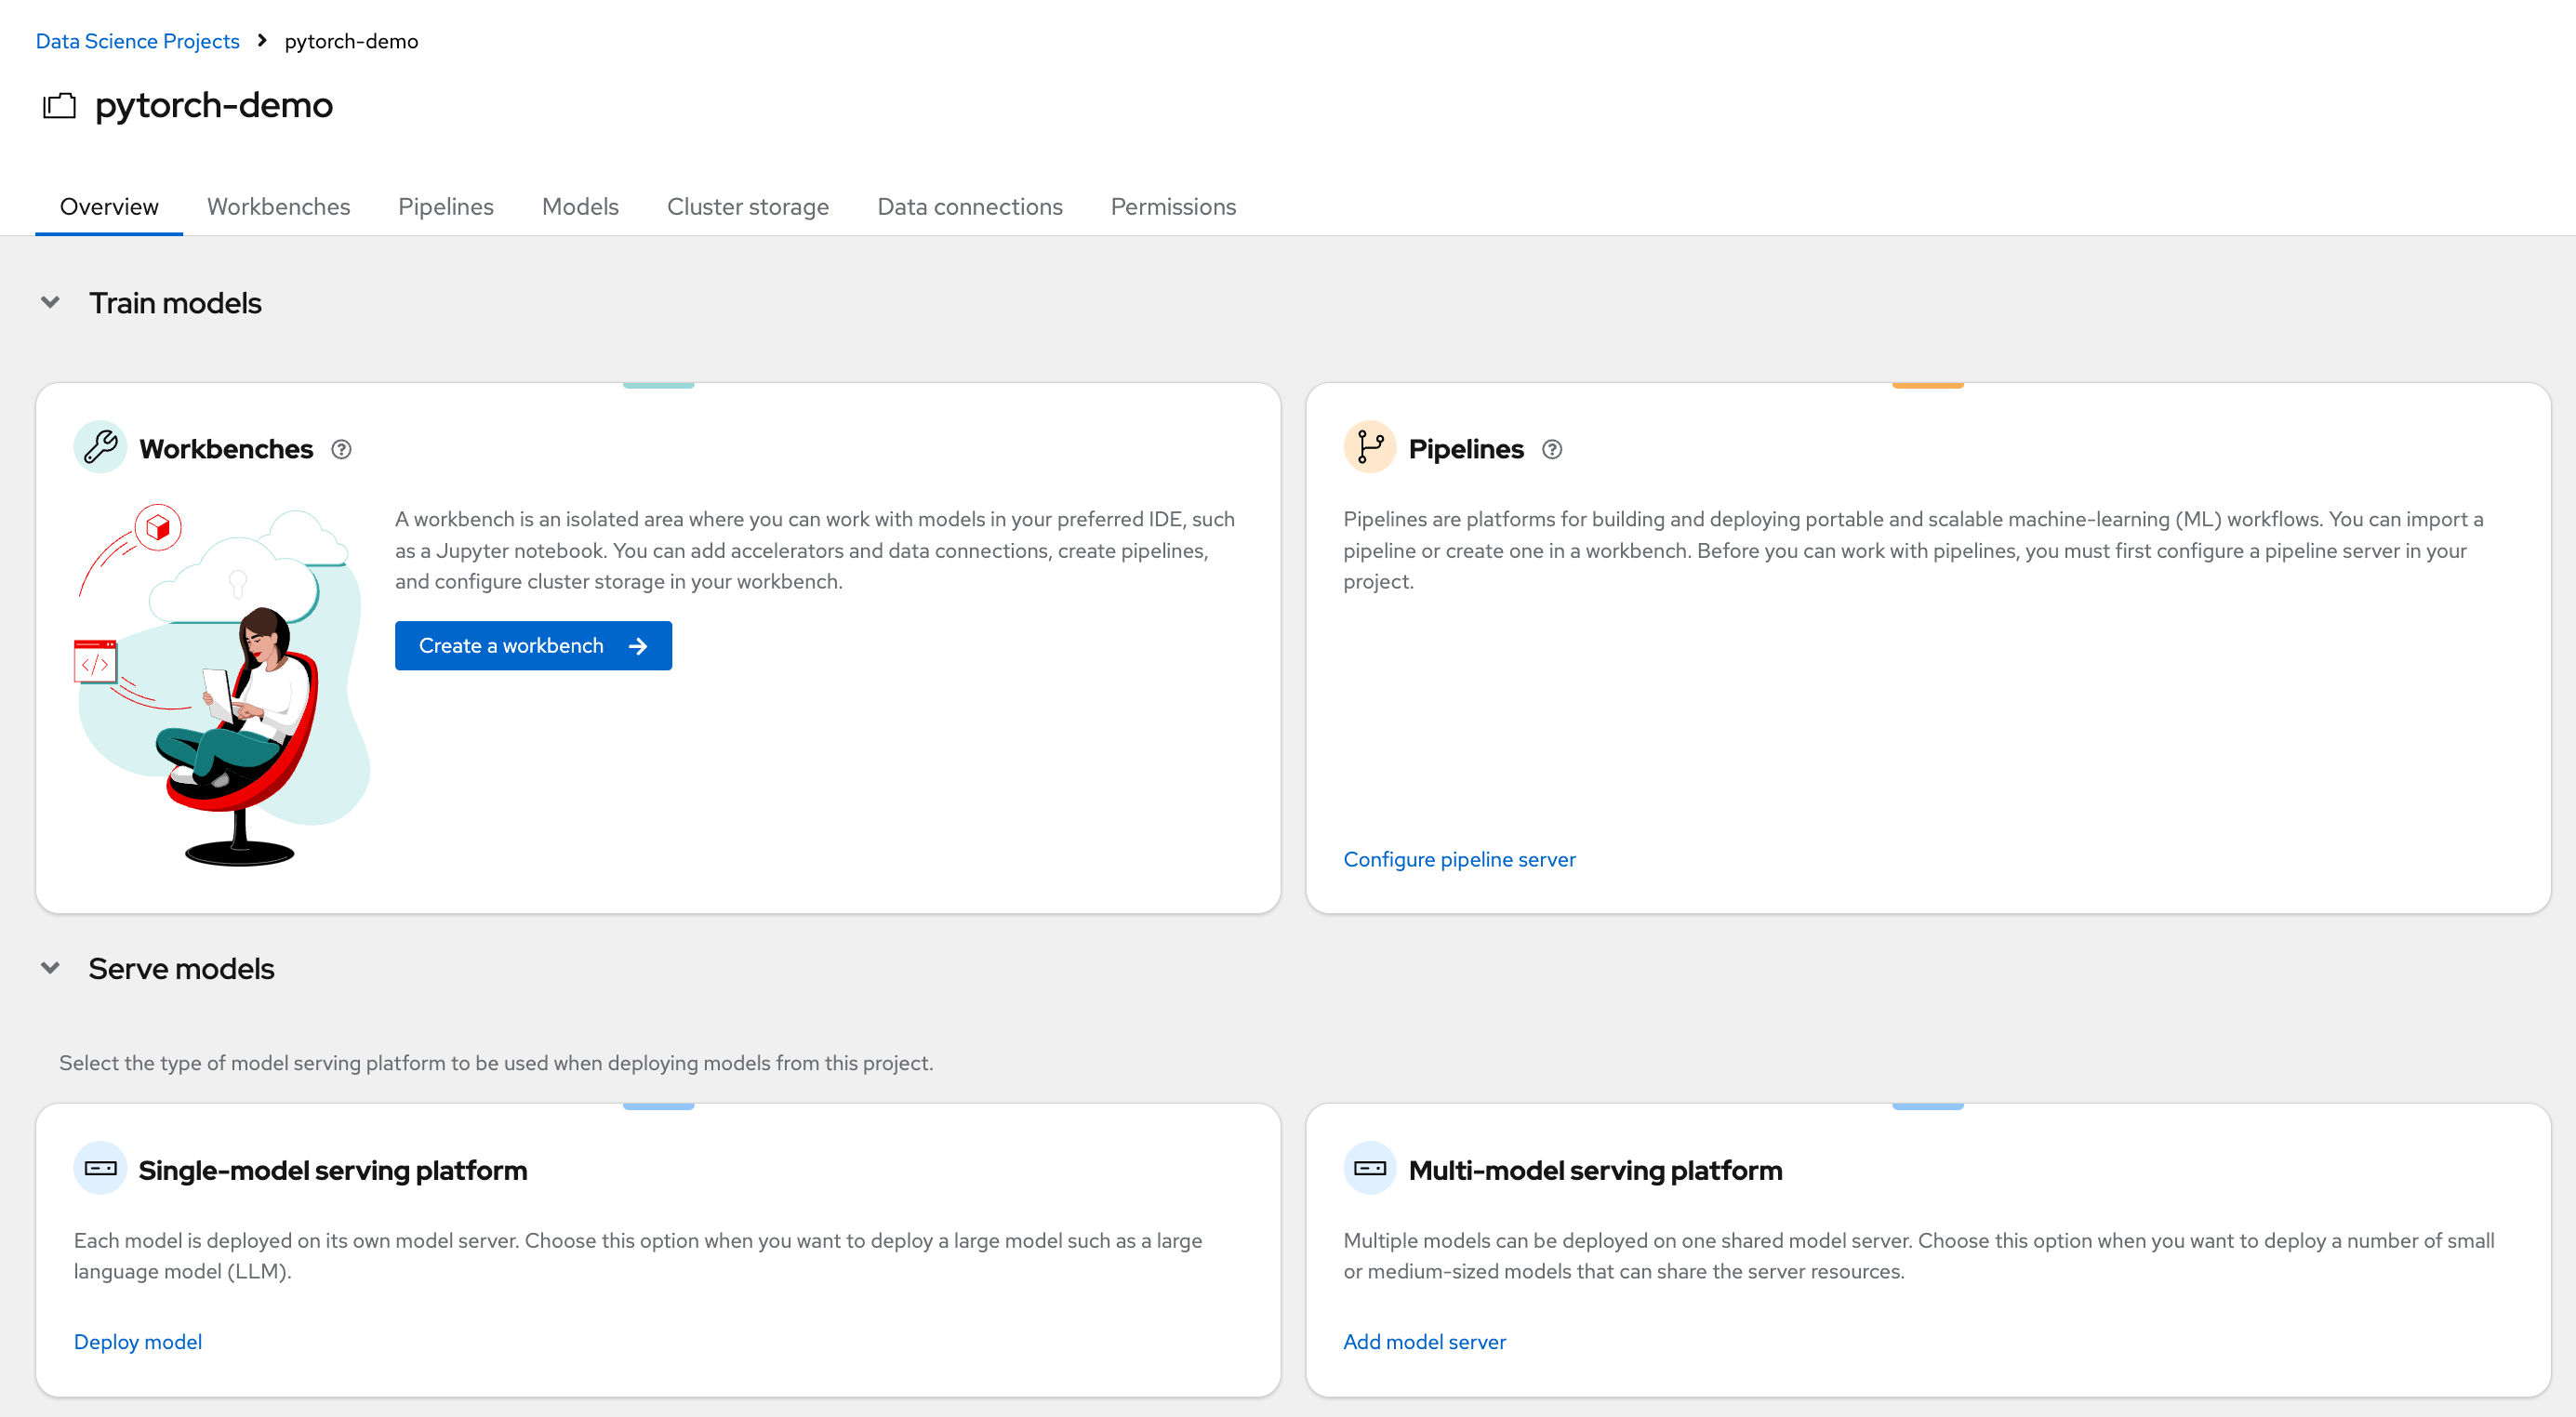 Data Science Projects > pytorch-demo
pytorch-demo
Overview Workbenches Pipelines Models Cluster storage Data connections Permissions
Train models
Workbenches
A workbench is an isolated area where you can work with models in your preferred IDE, such
as a Jupyter notebook. You can add accelerators and data connections, create pipelines,
and configure cluster storage in your workbench.
Create a workbench
Pipelines
Pipelines are platforms for building and deploying portable and scalable machine-learning (ML) workflows. You can import a
pipeline or create one in a workbench. Before you can work with pipelines, you must first configure a pipeline server in your
project.
Configure pipeline server
Serve models
Select the type of model serving platform to be used when deploying models from this project.
Single-model serving platform
Each model is deployed on its own model server. Choose this option when you want to deploy a large model such as a large
language model (LLM).
Deploy model
Multi-model serving platform
Multiple models can be deployed on one shared model server. Choose this option when you want to deploy a number of small
or medium-sized models that can share the server resources.
Add model server